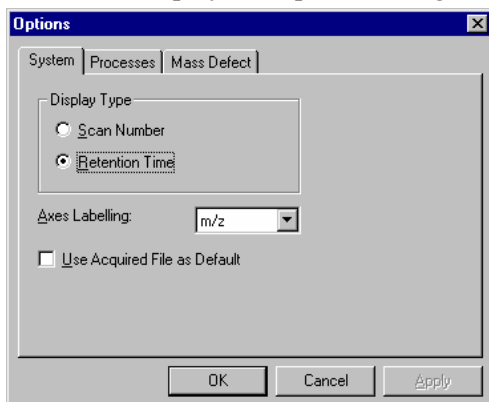 Options
System Processes Mass Defect
Display Type
Scan Number
Retention Time
Axes Labelling: m/z
Use Acquired File as Default
OK Cancel Apply